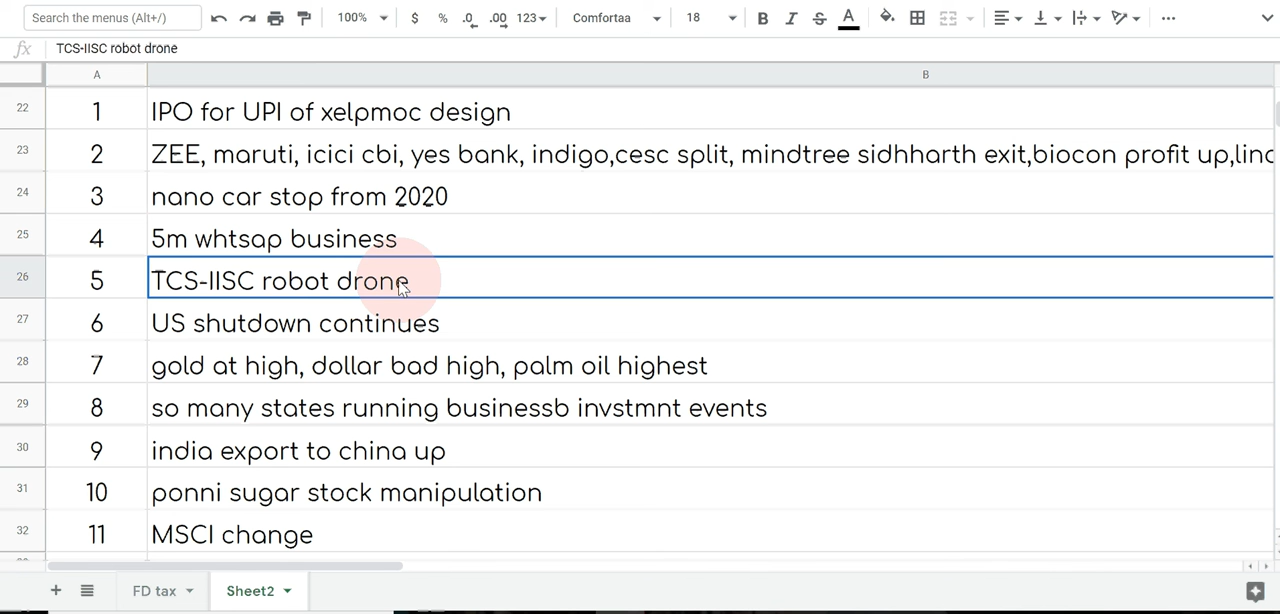 Search the menus (Alt+/) 100% $ % .0 .00 123 Comfortaa 18 B I S A
fx TCS-IISC robot drone
A B
22 1 IPO for UPI of xelpmoc design
23 2 ZEE, maruti, icici cbi, yes bank, indigo,cesc split, mindtree sidhharth exit,biocon profit up,
24 3 nano car stop from 2020
25 4 5m whtsap business
26 5 TCS-IISC robot drone
27 6 US shutdown continues
28 7 gold at high, dollar bad high, palm oil highest
29 8 so many states running businessb invstmnt events
30 9 india export to china up
31 10 ponni sugar stock manipulation
32 11 MSCI change
FD tax Sheet2